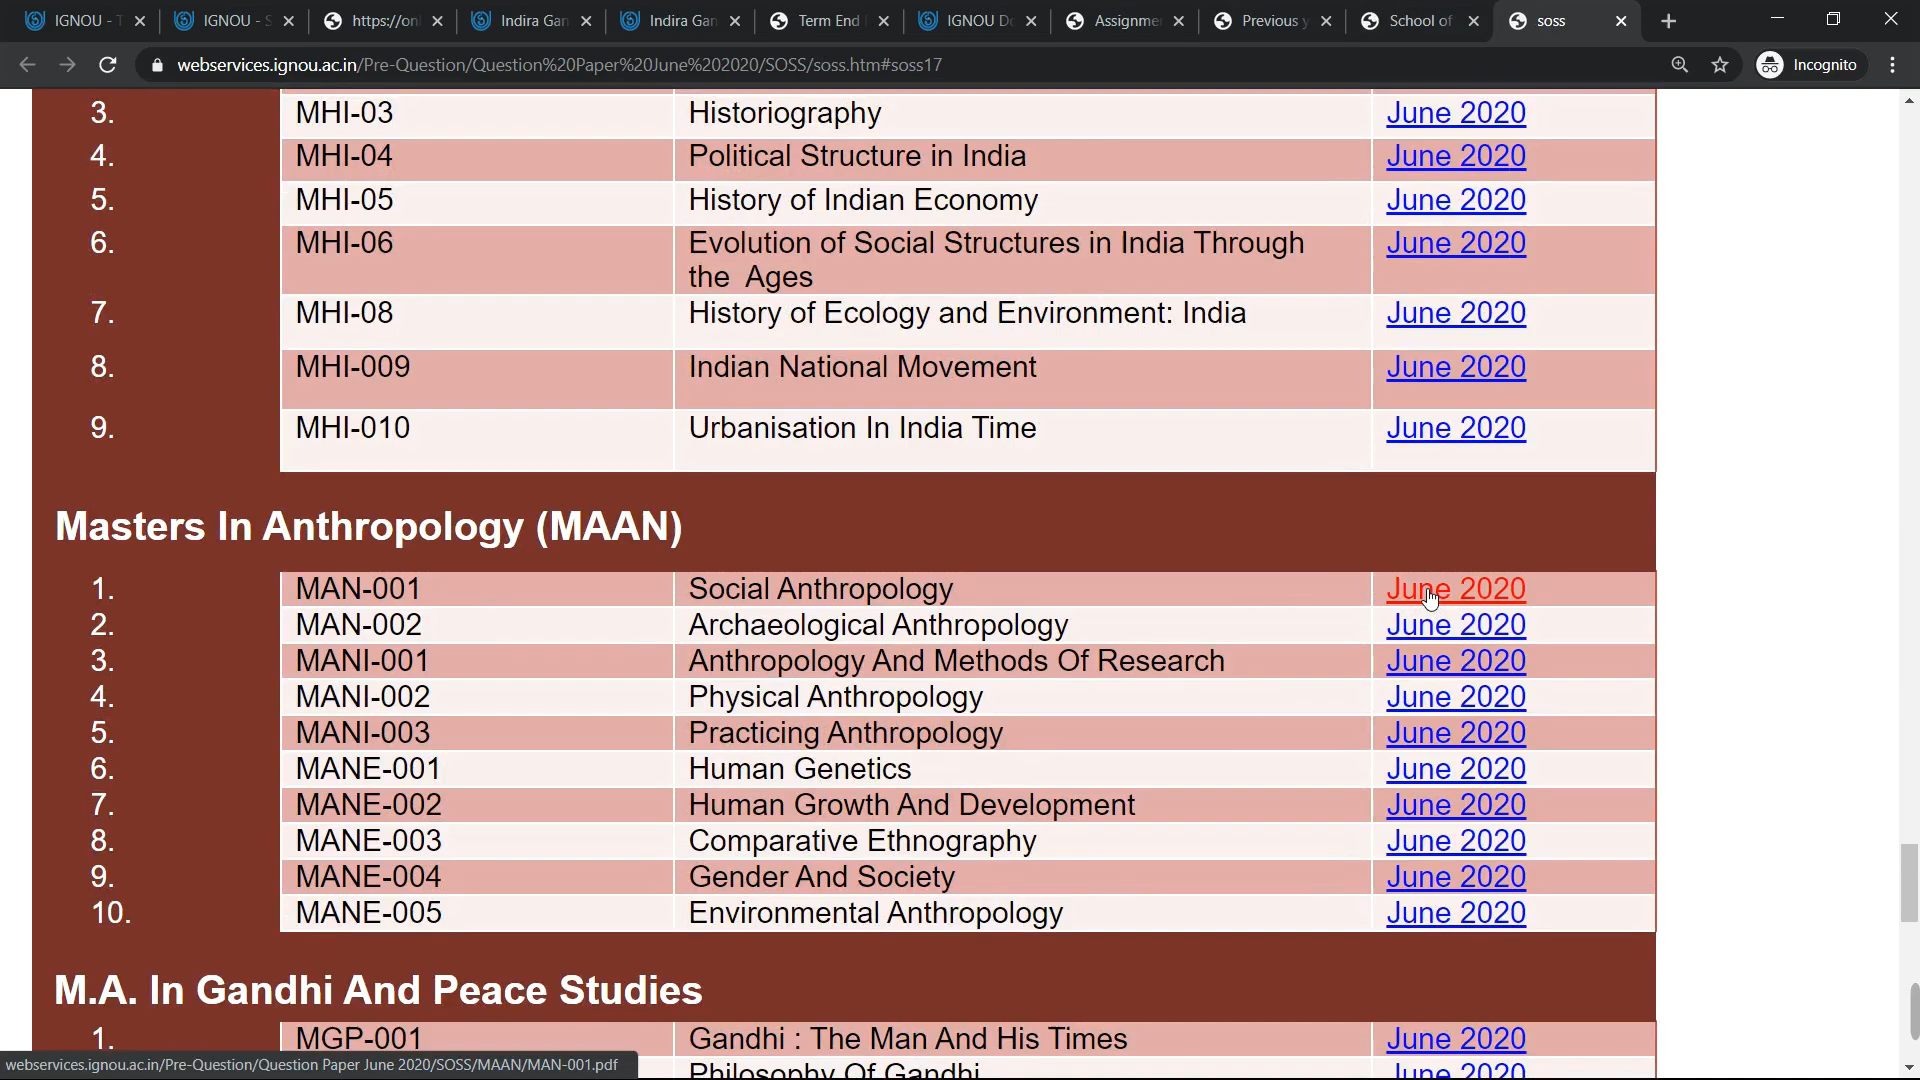 IGNOU - T
IGNOU - S
https://onl
Indira Gan
Indira Gan
Term End
IGNOU De
Assignme
Previous y
School of
soss
webservices.ignou.ac.in/Pre-Question/Question%20Paper%20June%202020/SOSS/soss.htm#soss17
Incognito
3. MHI-03 Historiography June 2020
4. MHI-04 Political Structure in India June 2020
5. MHI-05 History of Indian Economy June 2020
6. MHI-06 Evolution of Social Structures in India Through June 2020
the Ages
7. MHI-08 History of Ecology and Environment: India June 2020
8. MHI-009 Indian National Movement June 2020
9. MHI-010 Urbanisation In India Time June 2020
Masters In Anthropology (MAAN)
1. MAN-001 Social Anthropology June 2020
2. MAN-002 Archaeological Anthropology June 2020
3. MANI-001 Anthropology And Methods Of Research June 2020
4. MANI-002 Physical Anthropology June 2020
5. MANI-003 Practicing Anthropology June 2020
6. MANE-001 Human Genetics June 2020
7. MANE-002 Human Growth And Development June 2020
8. MANE-003 Comparative Ethnography June 2020
9. MANE-004 Gender And Society June 2020
10. MANE-005 Environmental Anthropology June 2020
M.A. In Gandhi And Peace Studies
1. MGP-001 Gandhi : The Man And His Times June 2020
Philosophy Of Gandhi June 2020
webservices.ignou.ac.in/Pre-Question/Question Paper June 2020/SOSS/MAAN/MAN-001.pdf